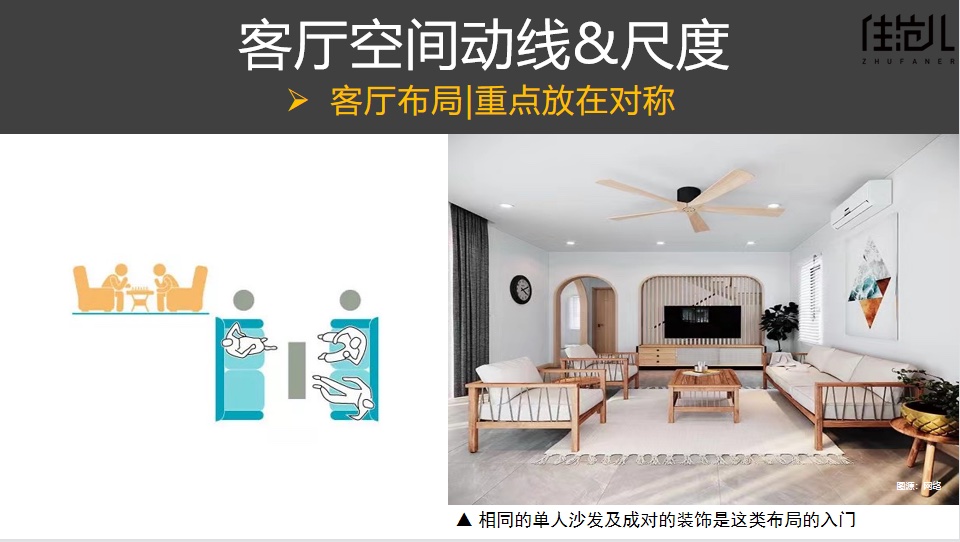 客厅空间动线&尺度
住范儿
ZHUFANER
➢ 客厅布局|重点放在对称
图源：网络
▲ 相同的单人沙发及成对的装饰是这类布局的入门